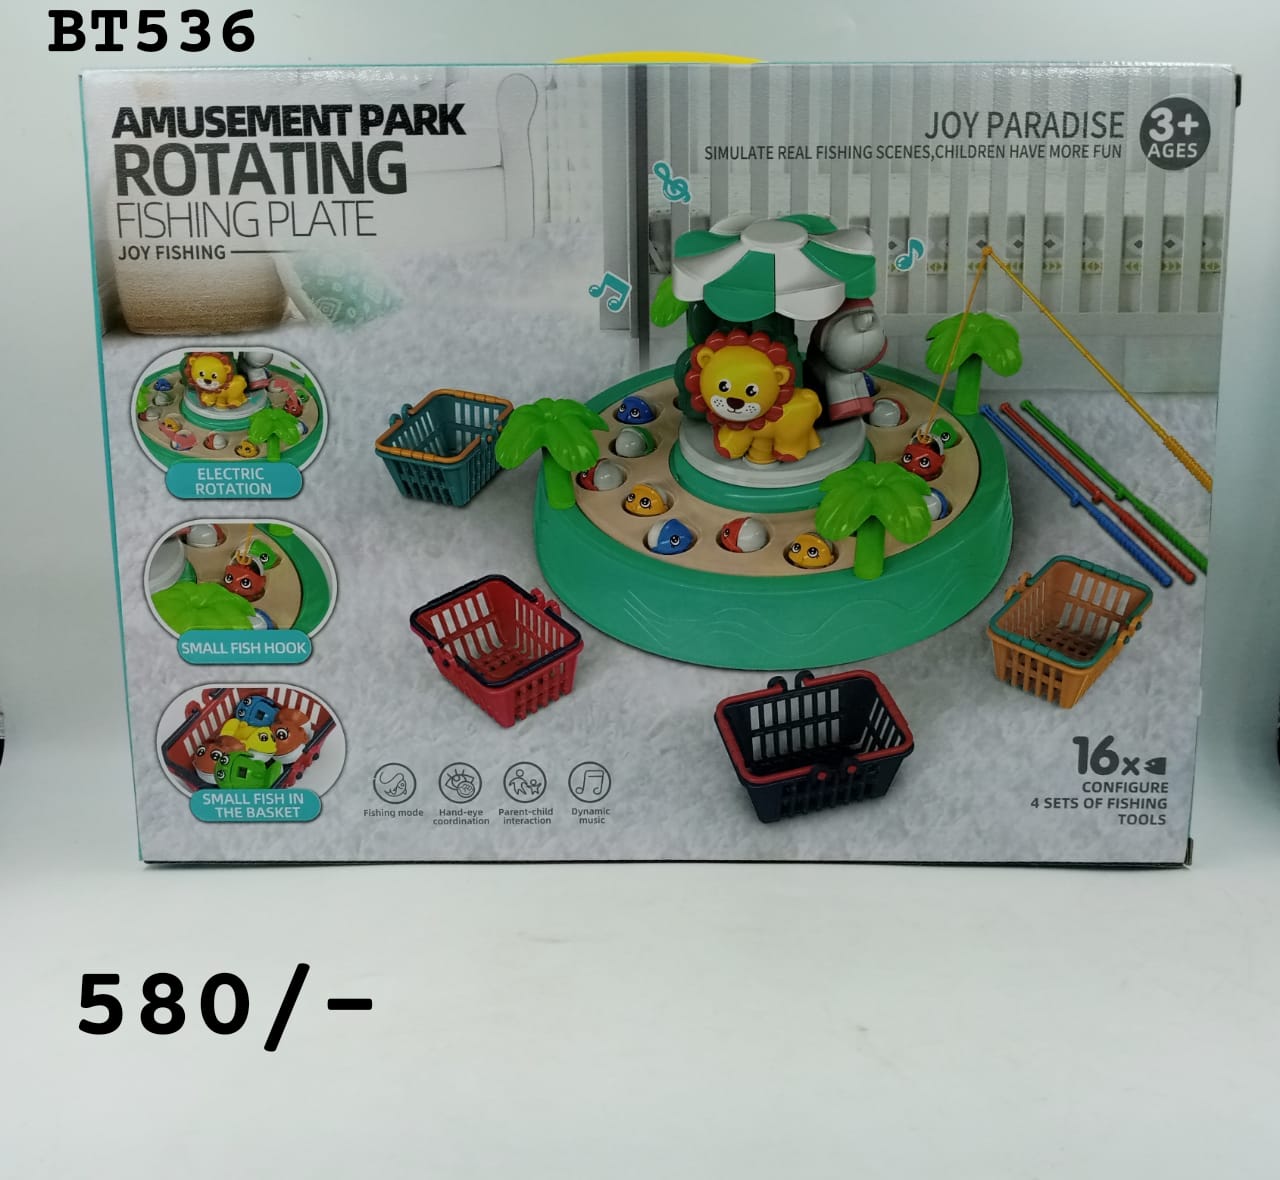 BT536
AMUSEMENT PARK
ROTATING
FISHING PLATE
JOY FISHING
JOY PARADISE
SIMULATE REAL FISHING SCENES,CHILDREN HAVE MORE FUN
3+
AGES
ELECTRIC
ROTATION
SMALL FISH HOOK
SMALL FISH IN
THE BASKET
Fishing mode
Hand-eye
coordination
Parent-child
interaction
Dynamic
music
16x
CONFIGURE
4 SETS OF FISHING
TOOLS
580/-